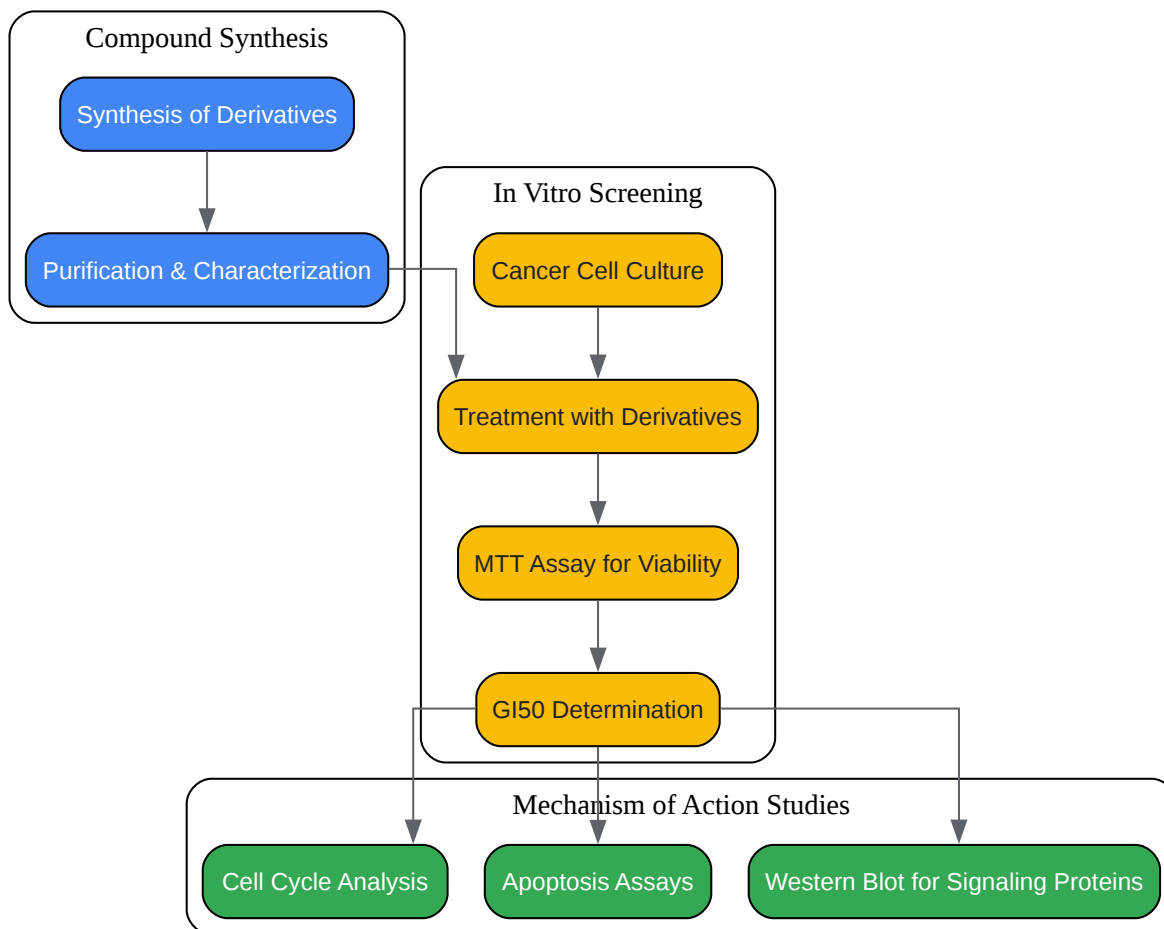 Compound Synthesis
Synthesis of Derivatives
Purification & Characterization
In Vitro Screening
Cancer Cell Culture
Treatment with Derivatives
MTT Assay for Viability
GI50 Determination
Mechanism of Action Studies
Cell Cycle Analysis
Apoptosis Assays
Western Blot for Signaling Proteins